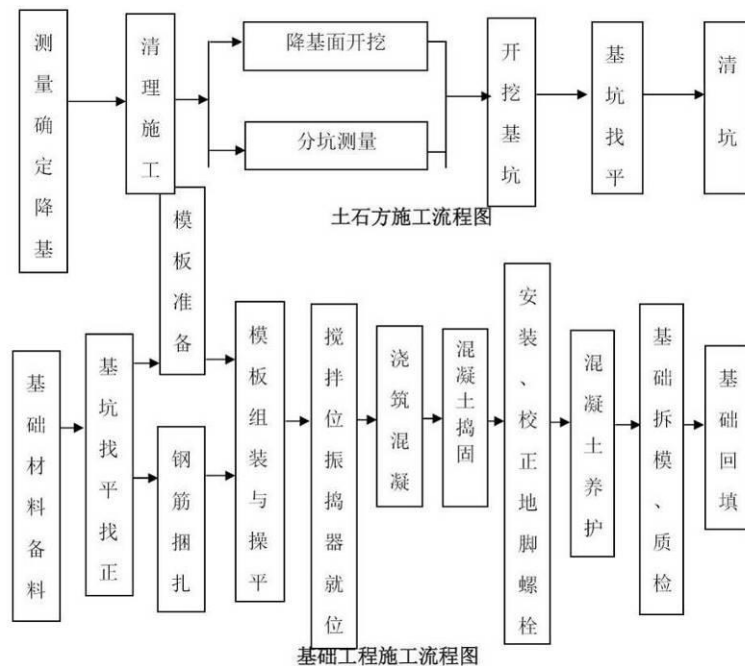 测量确定降基
清理施工
降基面开挖
分坑测量
开挖基坑
基坑找平
清坑
土石方施工流程图
基础材料备料
基坑找平找正
模板准备
钢筋捆扎
模板组装与操平
搅拌位振捣器就位
浇筑混凝
混凝土捣固
安装、校正地脚螺栓
混凝土养护
基础拆模、质检
基础回填
基础工程施工流程图